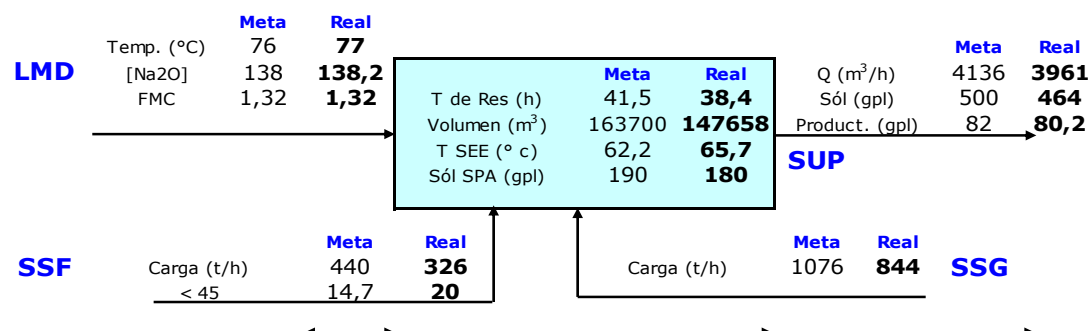 Meta Real
Temp. (°C) 76 77
LMD [Na2O] 138 138,2
FMC 1,32 1,32
Meta Real
T de Res (h) 41,5 38,4
Volumen (m³) 163700 147658
T SEE (° c) 62,2 65,7
Sól SPA (gpl) 190 180
Meta Real
Q (m³/h) 4136 3961
Sól (gpl) 500 464
Product. (gpl) 82 80,2
SUP
Meta Real
SSF Carga (t/h) 440 326
< 45 14,7 20
Meta Real
Carga (t/h) 1076 844 SSG